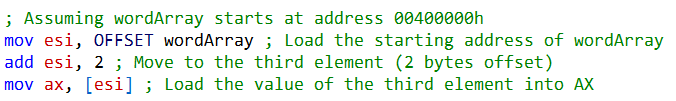 ; Assuming wordArray starts at address 00400000h
mov esi, OFFSET wordArray ; Load the starting address of wordArray
add esi, 2 ; Move to the third element (2 bytes offset)
mov ax, [esi] ; Load the value of the third element into AX